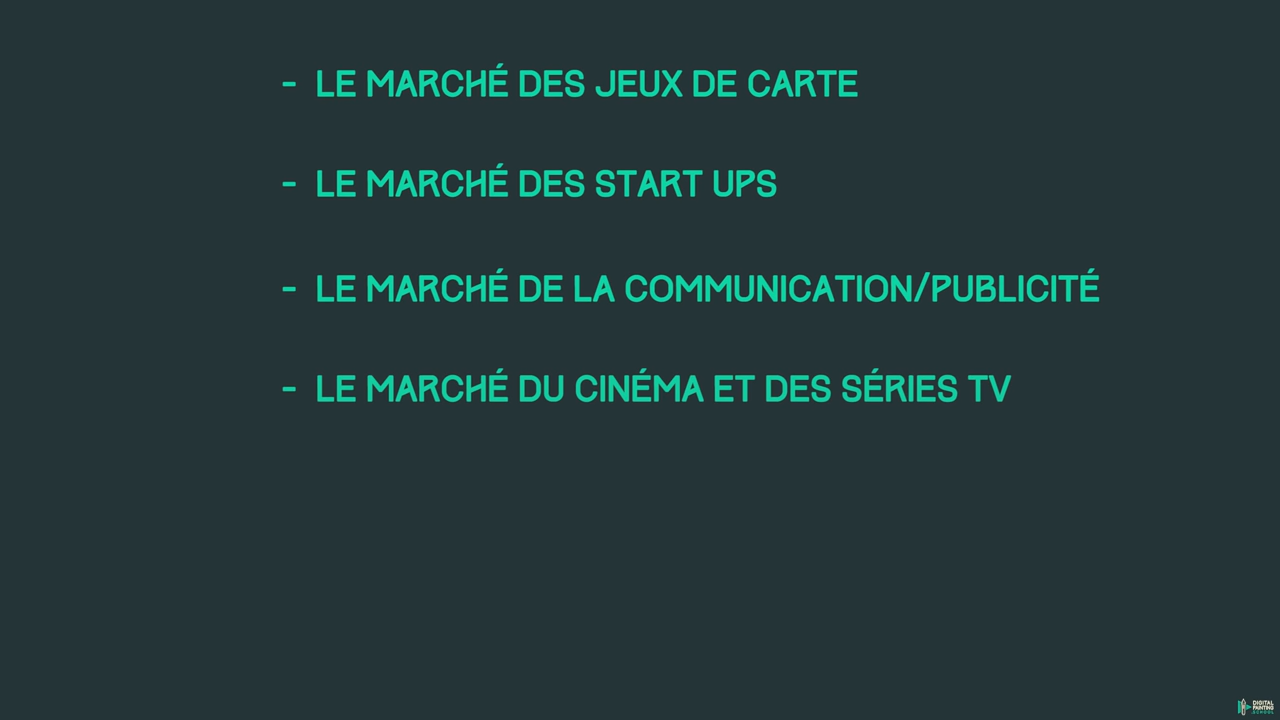 - LE MARCHÉ DES JEUX DE CARTE
- LE MARCHÉ DES START UPS
- LE MARCHÉ DE LA COMMUNICATION/PUBLICITÉ
- LE MARCHÉ DU CINÉMA ET DES SÉRIES TV
DIGITAL
PAINTING
SCHOOL